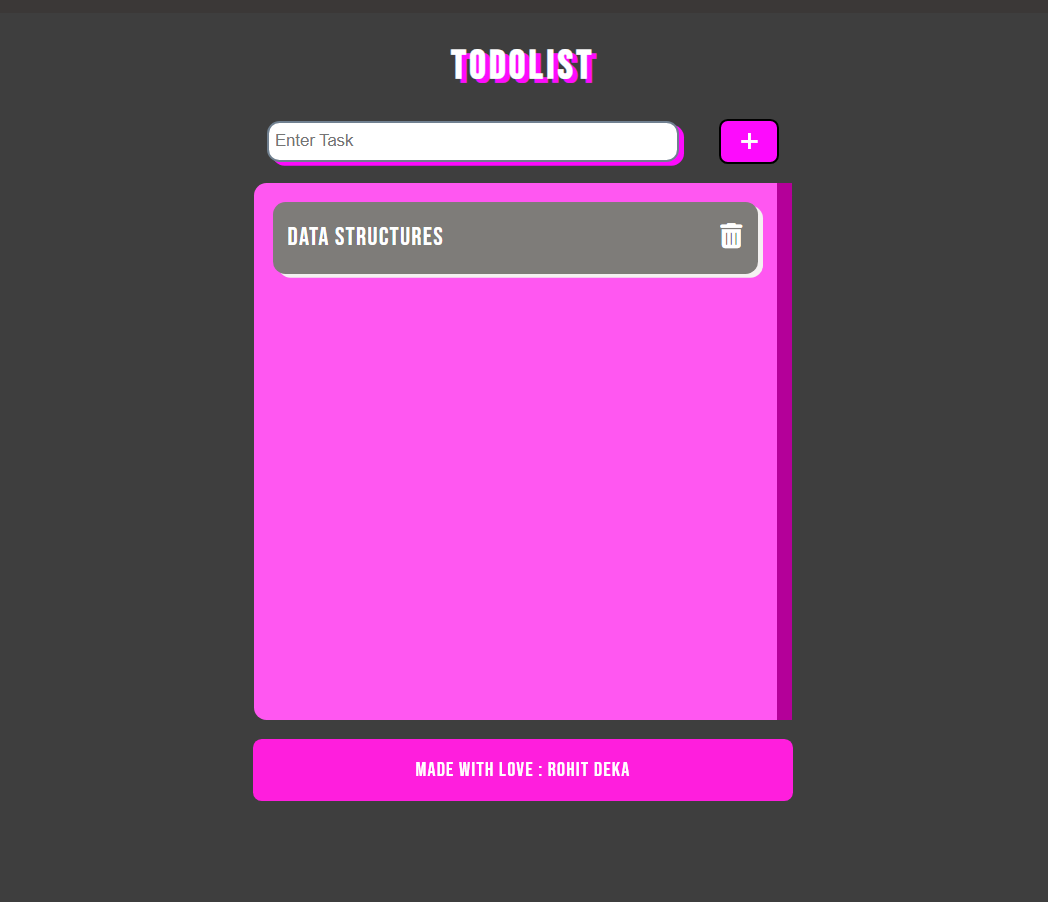 TODOLIST
Enter Task
+
DATA STRUCTURES
MADE WITH LOVE : ROHIT DEKA